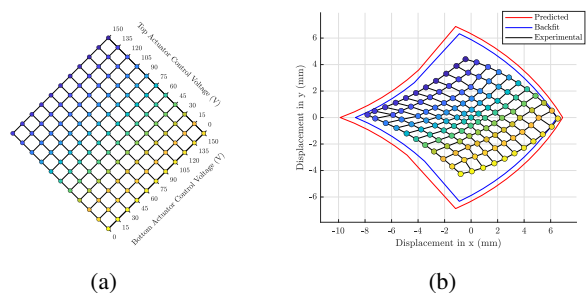 150
135
120
105
90
75
60
45
30
15
0
Top Actuator Control Voltage (V)
150
135
120
105
90
75
60
45
30
15
0
Bottom Actuator Control Voltage (V)
(a)
Predicted
Backfit
Experimental
6
4
2
0
-2
-4
-6
Displacement in y (mm)
-10 -8 -6 -4 -2 0 2 4 6
Displacement in x (mm)
(b)